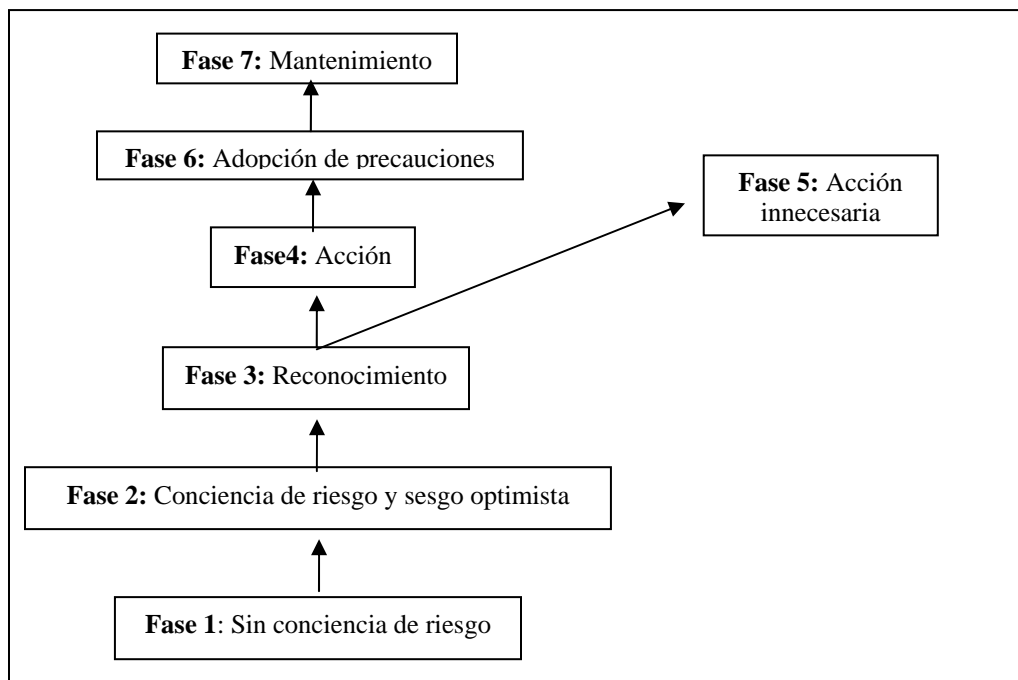 Fase 7: Mantenimiento
Fase 6: Adopción de precauciones
Fase 5: Acción
innecesaria
Fase4: Acción
Fase 3: Reconocimiento
Fase 2: Conciencia de riesgo y sesgo optimista
Fase 1: Sin conciencia de riesgo